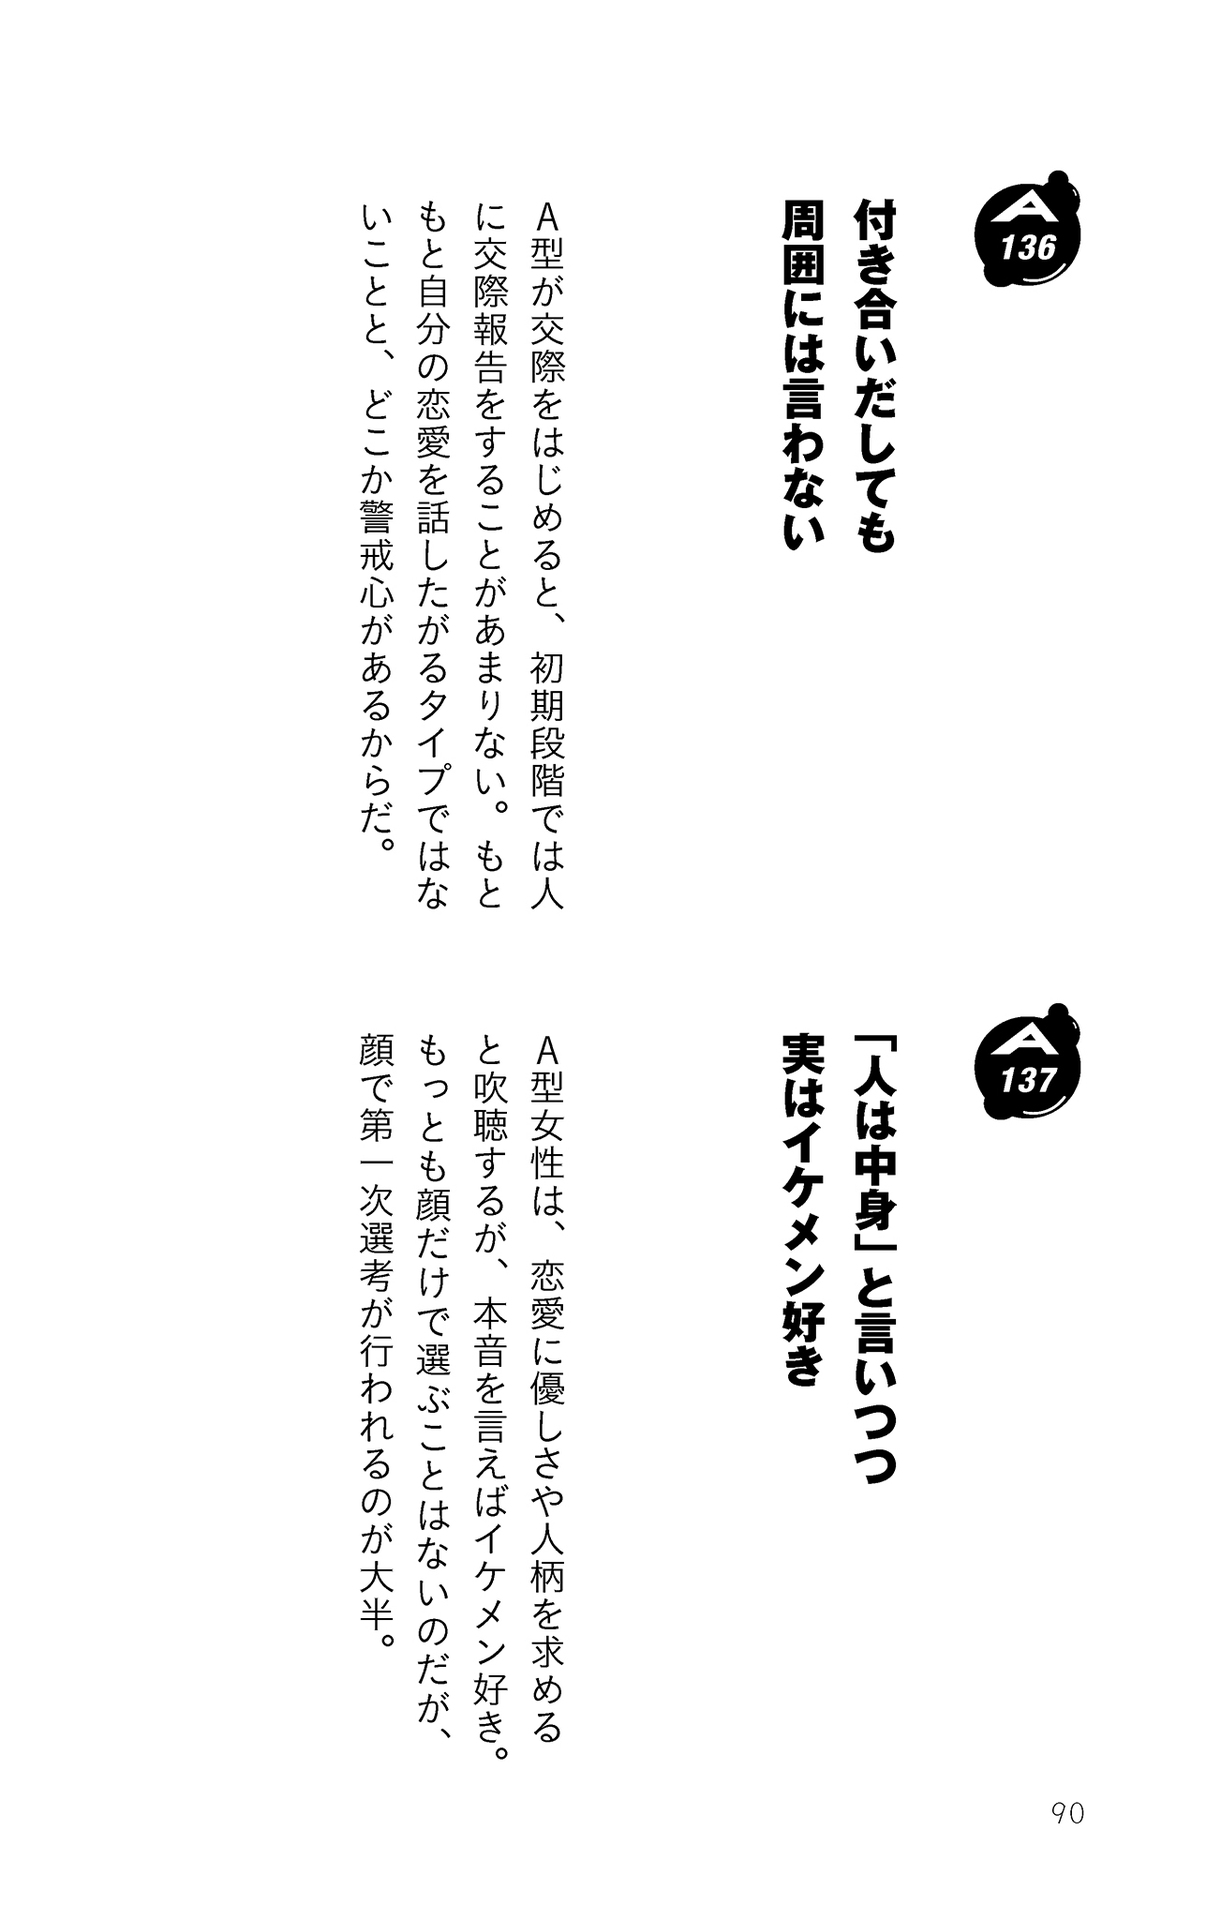 A
136
付き合いだしても
周囲には言わない
A型が交際をはじめると、初期段階では人
に交際報告をすることがあまりない。もと
もと自分の恋愛を話したがるタイプではな
いことと、どこか警戒心があるからだ。
A
137
「人は中身」と言いつつ
実はイケメン好き
A型女性は、恋愛に優しさや人柄を求める
と吹聴するが、本音を言えばイケメン好き。
もっとも顔だけで選ぶことはないのだが、
顔で第一次選考が行われるのが大半。
90